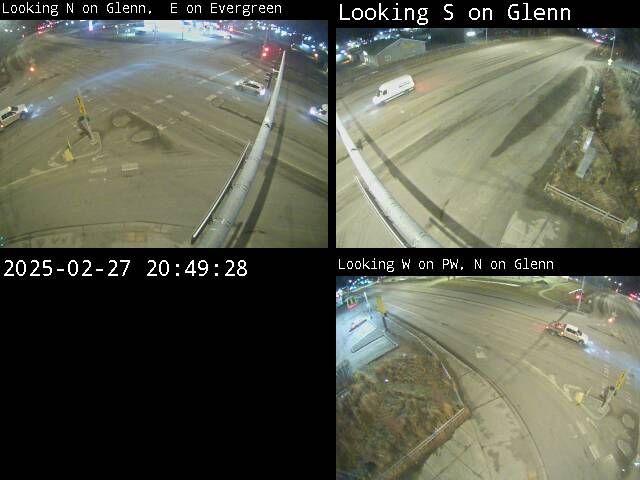 Looking N on Glenn,  E on Evergreen
Looking S on Glenn
2025-02-27 20:49:28
Looking W on PW, N on Glenn